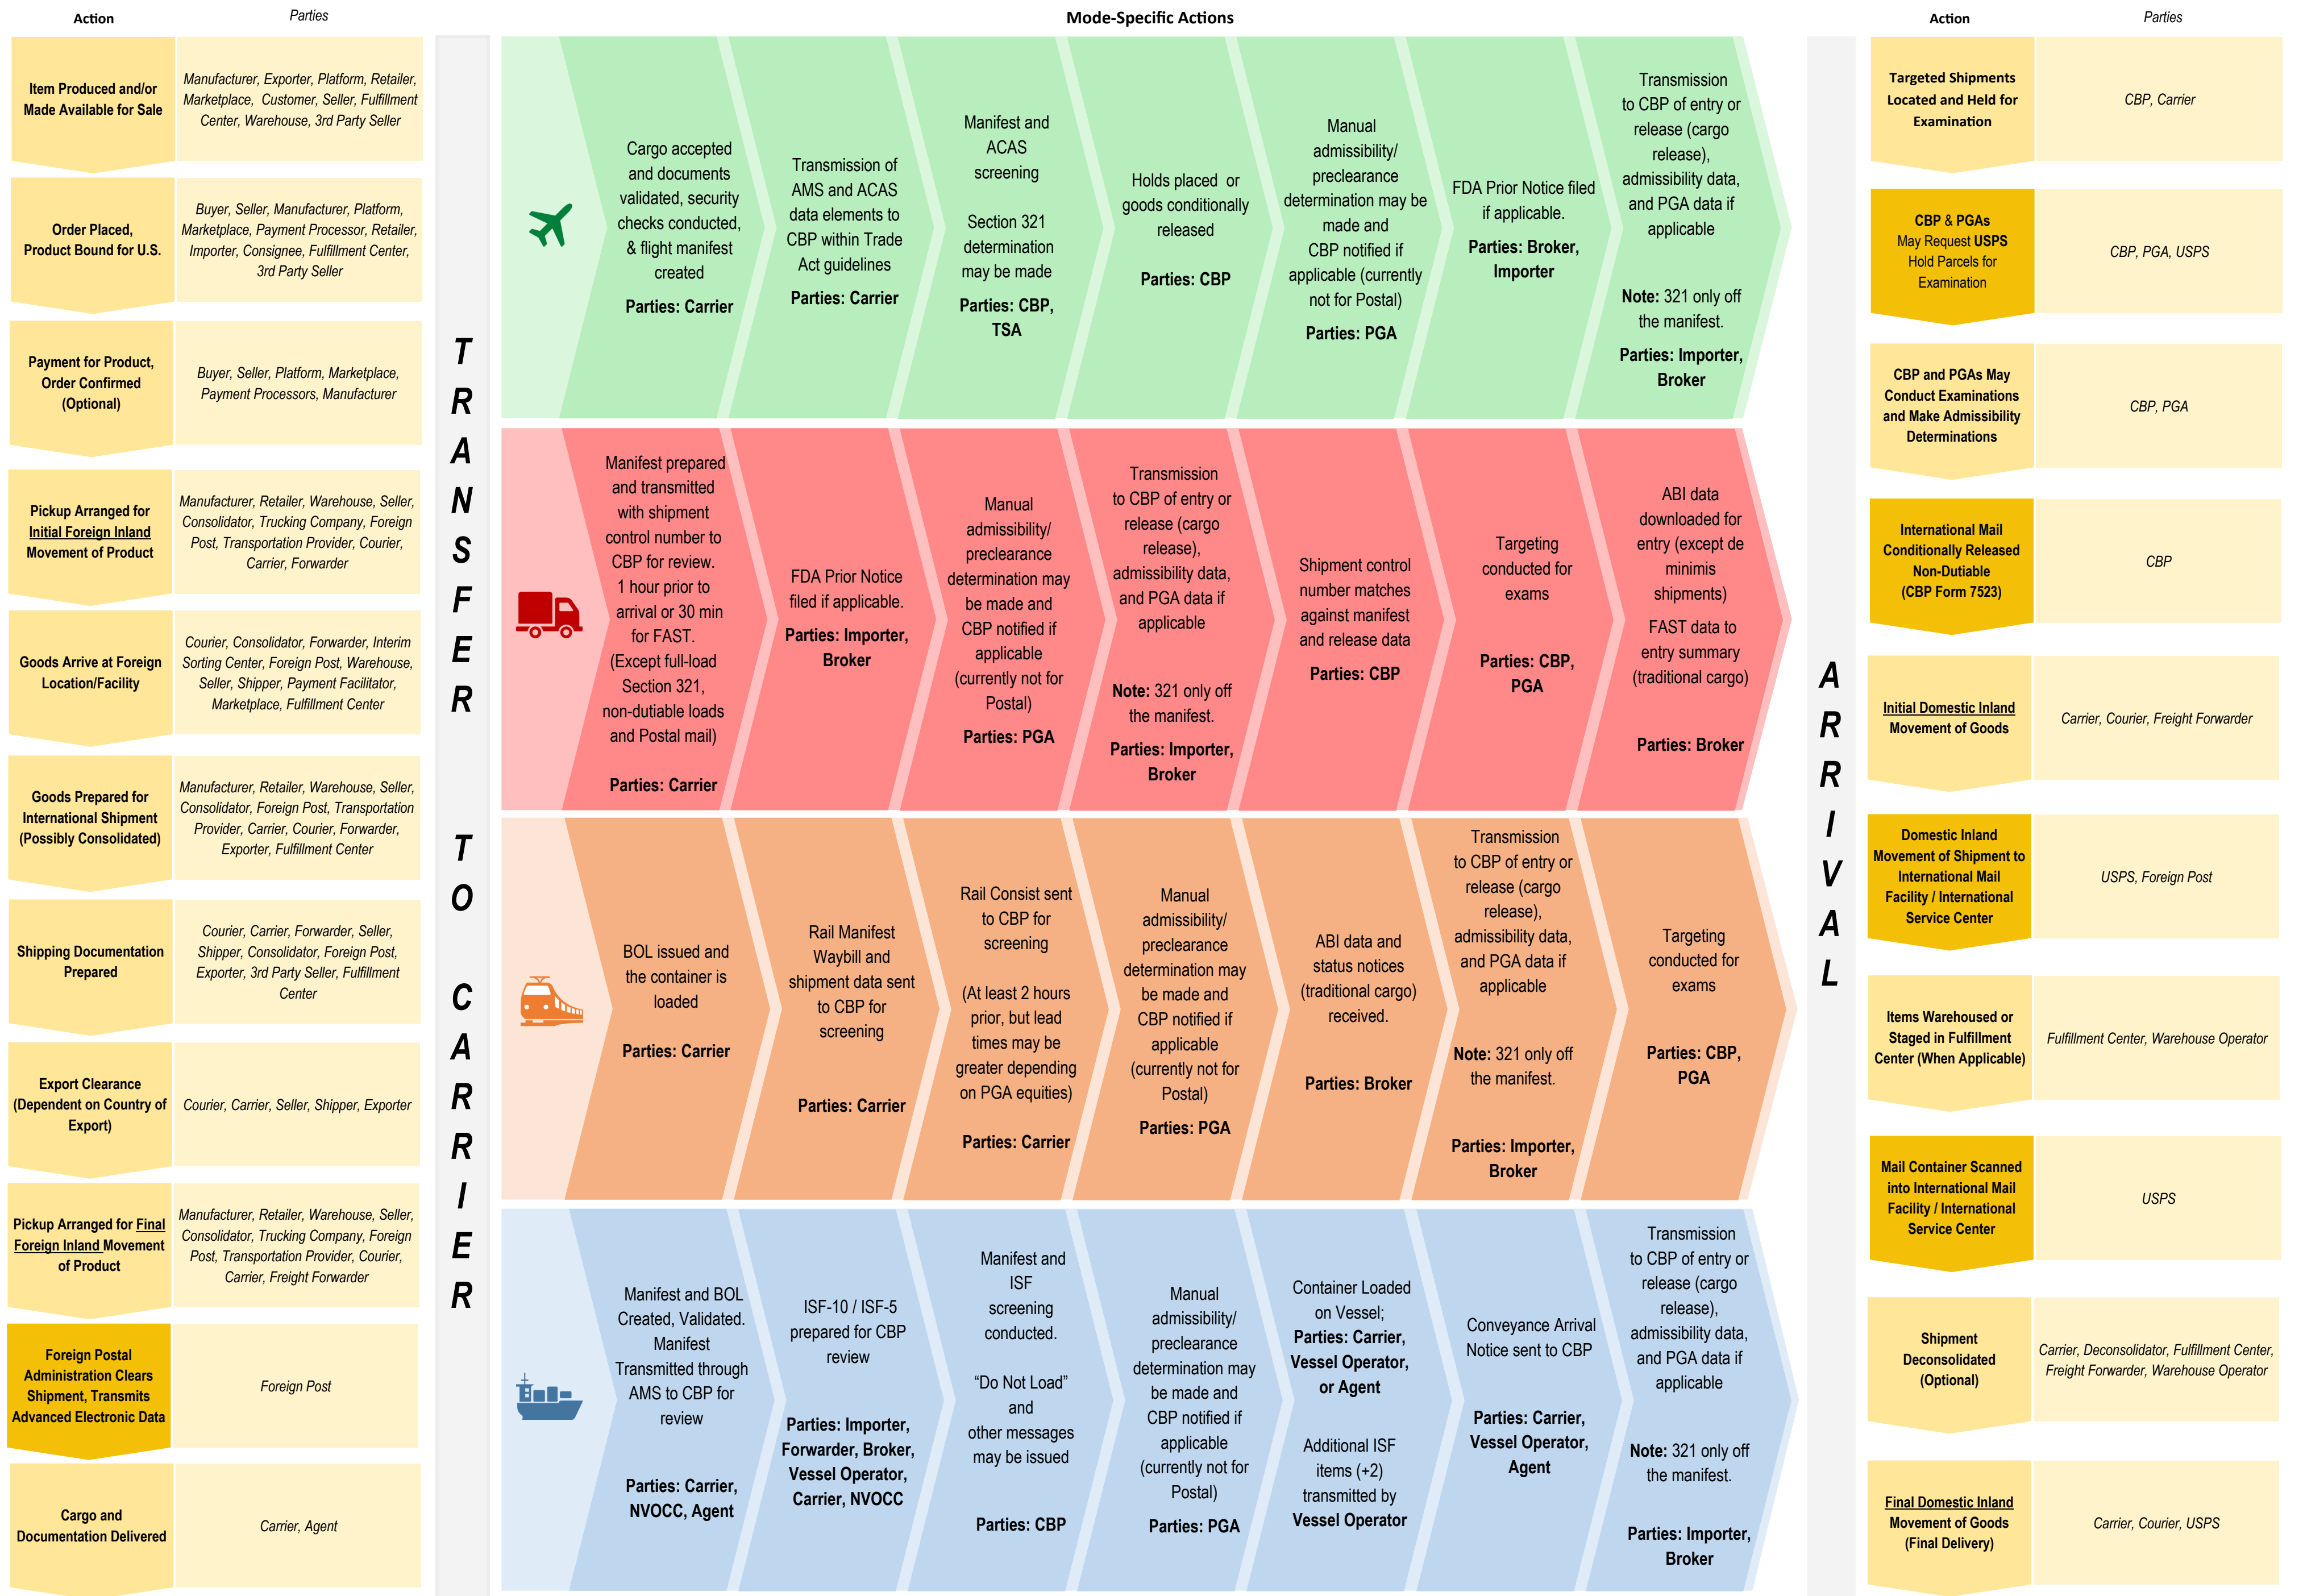 Action
Parties
Item Produced and/or
Made Available for Sale
Manufacturer, Exporter, Platform, Retailer,
Marketplace, Customer, Seller, Fulfillment
Center, Warehouse, 3rd Party Seller
Order Placed,
Product Bound for U.S.
Buyer, Seller, Manufacturer, Platform,
Marketplace, Payment Processor, Retailer,
Importer, Consignee, Fulfillment Center,
3rd Party Seller
Payment for Product,
Order Confirmed
(Optional)
Buyer, Seller, Platform, Marketplace,
Payment Processors, Manufacturer
Pickup Arranged for
Initial Foreign Inland
Movement of Product
Manufacturer, Retailer, Warehouse, Seller,
Consolidator, Trucking Company, Foreign
Post, Transportation Provider, Courier,
Carrier, Forwarder
Goods Arrive at Foreign
Location/Facility
Courier, Consolidator, Forwarder, Interim
Sorting Center, Foreign Post, Warehouse,
Seller, Shipper, Payment Facilitator,
Marketplace, Fulfillment Center
Goods Prepared for
International Shipment
(Possibly Consolidated)
Manufacturer, Retailer, Warehouse, Seller,
Consolidator, Foreign Post, Transportation
Provider, Carrier, Courier, Forwarder,
Exporter, Fulfillment Center
Shipping Documentation
Prepared
Courier, Carrier, Forwarder, Seller,
Shipper, Consolidator, Foreign Post,
Exporter, 3rd Party Seller, Fulfillment
Center
Export Clearance
(Dependent on Country of
Export)
Courier, Carrier, Seller, Shipper, Exporter
Pickup Arranged for Final
Foreign Inland Movement
of Product
Manufacturer, Retailer, Warehouse, Seller,
Consolidator, Trucking Company, Foreign
Post, Transportation Provider, Courier,
Carrier, Freight Forwarder
Foreign Postal
Administration Clears
Shipment, Transmits
Advanced Electronic Data
Foreign Post
Cargo and
Documentation Delivered
Carrier, Agent
TRANSFER TO CARRIER
Mode-Specific Actions
Cargo accepted
and documents
validated, security
checks conducted,
& flight manifest
created
Parties: Carrier
Transmission of
AMS and ACAS
data elements to
CBP within Trade
Act guidelines
Parties: Carrier
Manifest and
ACAS
screening
Section 321
determination
may be made
Parties: CBP,
TSA
Holds placed or
goods conditionally
released
Parties: CBP
Manual
admissibility/
preclearance
determination may be
made and
CBP notified if
applicable (currently
not for Postal)
Parties: PGA
FDA Prior Notice filed
if applicable.
Parties: Broker,
Importer
Transmission
to CBP of entry or
release (cargo
release),
admissibility data,
and PGA data if
applicable
Note: 321 only off
the manifest.
Parties: Importer,
Broker
Manifest prepared
and transmitted
with shipment
control number to
CBP for review.
1 hour prior to
arrival or 30 min
for FAST.
(Except full-load
Section 321,
non-dutiable loads
and Postal mail)
Parties: Carrier
FDA Prior Notice
filed if applicable.
Parties: Importer,
Broker
Manual
admissibility/
preclearance
determination may
be made and
CBP notified if
applicable
(currently not for
Postal)
Parties: PGA
Transmission
to CBP of entry or
release (cargo
release),
admissibility data,
and PGA data if
applicable
Note: 321 only off
the manifest.
Parties: Importer,
Broker
Shipment control
number matches
against manifest
and release data
Parties: CBP
Targeting
conducted for
exams
Parties: CBP,
PGA
ABI data
downloaded for
entry (except de
minimis
shipments)
FAST data to
entry summary
(traditional cargo)
Parties: Broker
BOL issued and
the container is
loaded
Parties: Carrier
Rail Manifest
Waybill and
shipment data sent
to CBP for
screening
Parties: Carrier
Rail Consist sent
to CBP for
screening
(At least 2 hours
prior, but lead
times may be
greater depending
on PGA equities)
Parties: Carrier
Manual
admissibility/
preclearance
determination may
be made and
CBP notified if
applicable
(currently not for
Postal)
Parties: PGA
ABI data and
status notices
(traditional cargo)
received.
Parties: Broker
Transmission
to CBP of entry or
release (cargo
release),
admissibility data,
and PGA data if
applicable
Note: 321 only off
the manifest.
Parties: Importer,
Broker
Targeting
conducted for
exams
Parties: CBP,
PGA
Manifest and BOL
Created, Validated.
Manifest
Transmitted through
AMS to CBP for
review
Parties: Carrier,
NVOCC, Agent
ISF-10 / ISF-5
prepared for CBP
review
Parties: Importer,
Forwarder, Broker,
Vessel Operator,
Carrier, NVOCC
Manifest and
ISF
screening
conducted.
“Do Not Load”
and
other messages
may be issued
Parties: CBP
Manual
admissibility/
preclearance
determination may
be made and
CBP notified if
applicable
(currently not for
Postal)
Parties: PGA
Container Loaded
on Vessel;
Parties: Carrier,
Vessel Operator,
or Agent
Additional ISF
items (+2)
transmitted by
Vessel Operator
Conveyance Arrival
Notice sent to CBP
Parties: Carrier,
Vessel Operator,
Agent
Transmission
to CBP of entry or
release (cargo
release),
admissibility data,
and PGA data if
applicable
Note: 321 only off
the manifest.
Parties: Importer,
Broker
ARRIVAL
Action
Parties
Targeted Shipments
Located and Held for
Examination
CBP, Carrier
CBP & PGAs
May Request USPS
Hold Parcels for
Examination
CBP, PGA, USPS
CBP and PGAs May
Conduct Examinations
and Make Admissibility
Determinations
CBP, PGA
International Mail
Conditionally Released
Non-Dutiable
(CBP Form 7523)
CBP
Initial Domestic Inland
Movement of Goods
Carrier, Courier, Freight Forwarder
Domestic Inland
Movement of Shipment to
International Mail
Facility / International
Service Center
USPS, Foreign Post
Items Warehoused or
Staged in Fulfillment
Center (When Applicable)
Fulfillment Center, Warehouse Operator
Mail Container Scanned
into International Mail
Facility / International
Service Center
USPS
Shipment
Deconsolidated
(Optional)
Carrier, Deconsolidator, Fulfillment Center,
Freight Forwarder, Warehouse Operator
Final Domestic Inland
Movement of Goods
(Final Delivery)
Carrier, Courier, USPS